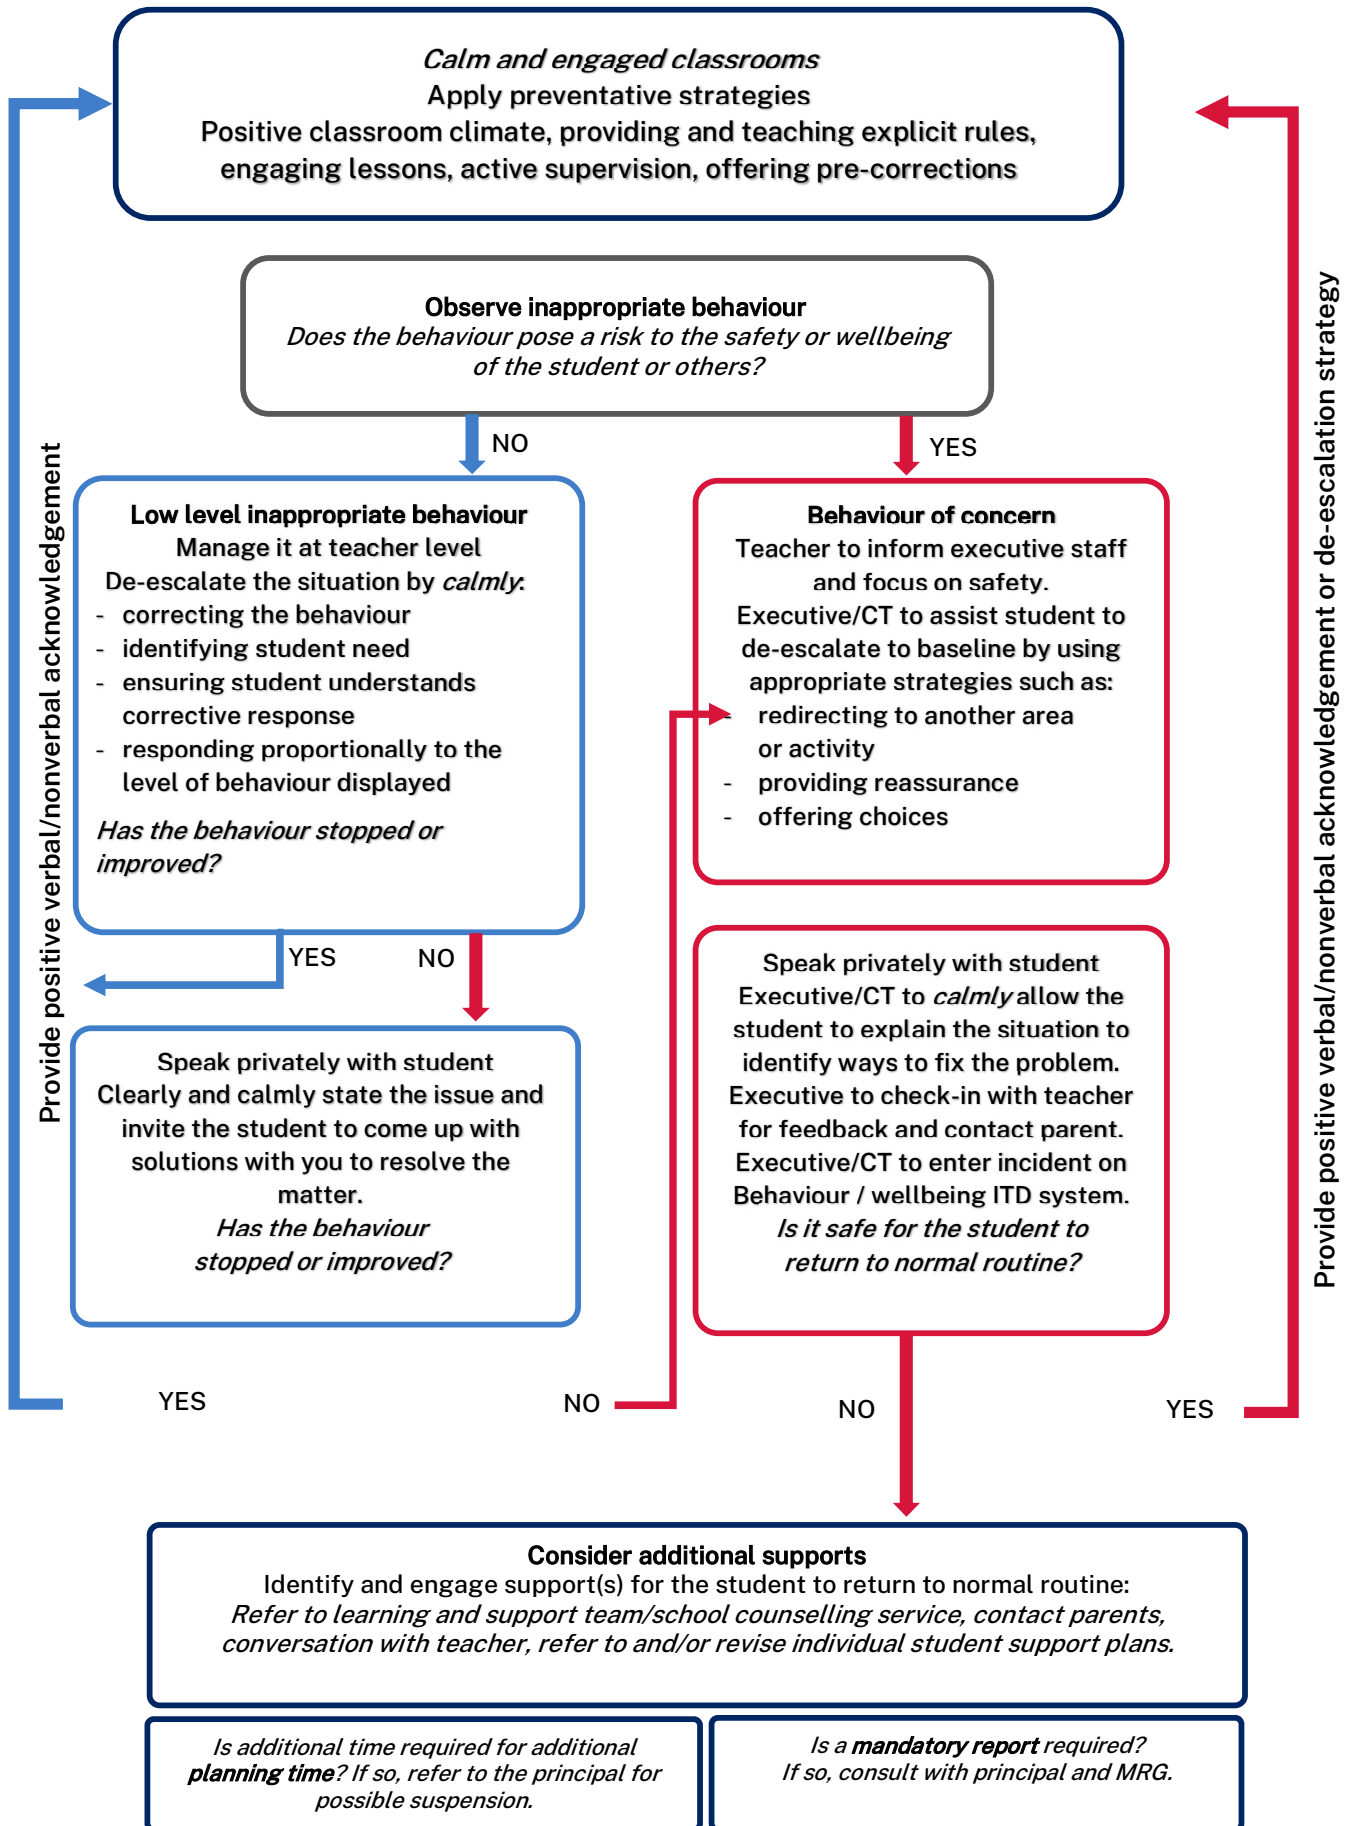 Calm and engaged classrooms
Apply preventative strategies
Positive classroom climate, providing and teaching explicit rules,
engaging lessons, active supervision, offering pre-corrections
Observe inappropriate behaviour
Does the behaviour pose a risk to the safety or wellbeing
of the student or others?
NO
YES
Low level inappropriate behaviour
Manage it at teacher level
De-escalate the situation by calmly:
- correcting the behaviour
- identifying student need
- ensuring student understands
corrective response
- responding proportionally to the
level of behaviour displayed
Has the behaviour stopped or
improved?
Behaviour of concern
Teacher to inform executive staff
and focus on safety.
Executive/CT to assist student to
de-escalate to baseline by using
appropriate strategies such as:
- redirecting to another area
or activity
- providing reassurance
- offering choices
YES
NO
Speak privately with student
Clearly and calmly state the issue and
invite the student to come up with
solutions with you to resolve the
matter.
Has the behaviour
stopped or improved?
Speak privately with student
Executive/CT to calmly allow the
student to explain the situation to
identify ways to fix the problem.
Executive to check-in with teacher
for feedback and contact parent.
Executive/CT to enter incident on
Behaviour / wellbeing ITD system.
Is it safe for the student to
return to normal routine?
YES
NO
NO
YES
Provide positive verbal/nonverbal acknowledgement
Provide positive verbal/nonverbal acknowledgement or de-escalation strategy
Consider additional supports
Identify and engage support(s) for the student to return to normal routine:
Refer to learning and support team/school counselling service, contact parents,
conversation with teacher, refer to and/or revise individual student support plans.
Is additional time required for additional
planning time? If so, refer to the principal for
possible suspension.
Is a mandatory report required?
If so, consult with principal and MRG.